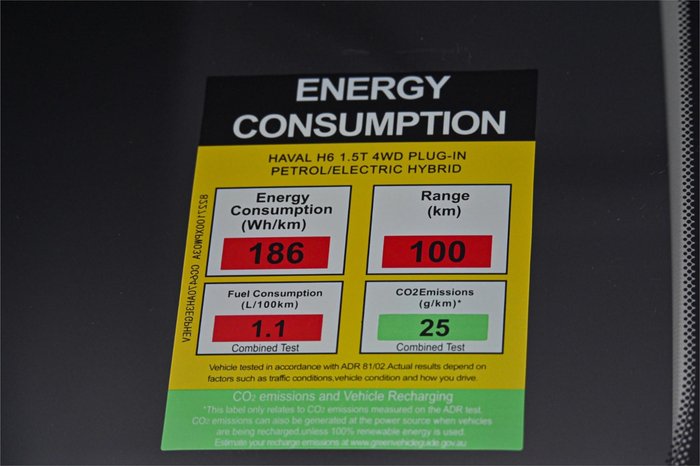 ENERGY
CONSUMPTION
HAVAL H6 1.5T 4WD PLUG-IN
PETROL/ELECTRIC HYBRID
Energy
Consumption
(Wh/km)
186
Range
(km)
100
Fuel Consumption
(L/100km)
1.1
Combined Test
CO2Emissions
(g/km)*
25
Combined Test
Vehicle tested in accordance with ADR 81/02.Actual results depend on
factors such as traffic conditions,vehicle condition and how you drive.
CO2 emissions and Vehicle Recharging
*This label only relates to CO2 emissions measured on the ADR test.
CO2 emissions can also be generated at the power source when vehicles
are being recharged,unless 100% renewable energy is used.
Estimate your recharge emissions at www.greenvehicleguide.gov.au